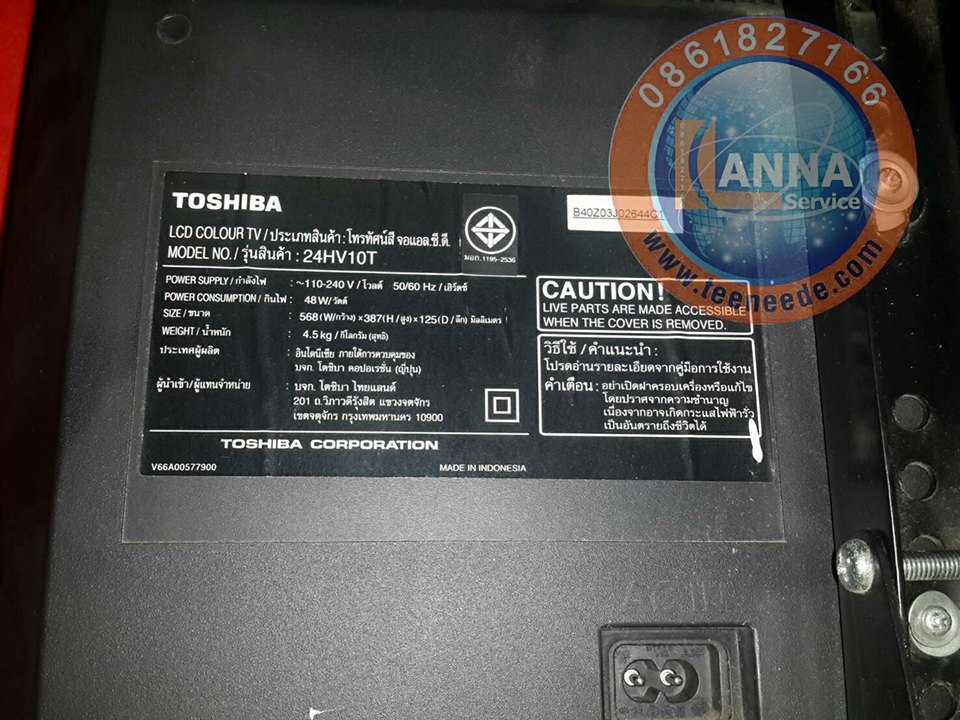 0861827166
LANNA
Service
www.teeneede.com
TOSHIBA
LCD COLOUR TV / ประเภทสินค้า : โทรทัศน์สี จอแอล.ซี.ดี.
MODEL NO. / รุ่นสินค้า : 24HV10T
มอก. 1195-2536
B40Z03J02644C1
POWER SUPPLY / กำลังไฟ : ~110-240 V / โวลต์ 50/60 Hz / เฮิร์ตซ์
POWER CONSUMPTION / กินไฟ : 48 W / วัตต์
SIZE / ขนาด : 568 (W/กว้าง) × 387 (H / สูง) × 125 (D / ลึก) มิลลิเมตร
WEIGHT / น้ำหนัก : 4.5 kg / กิโลกรัม (สุทธิ)
ประเทศผู้ผลิต : อินโดนีเซีย ภายใต้การควบคุมของ
บจก. โตชิบา คอปอเรชั่น (ญี่ปุ่น)
ผู้นำเข้า/ผู้แทนจำหน่าย : บจก. โตชิบา ไทยแลนด์
201 ถ.วิภาวดีรังสิต แขวงจตุจักร
เขตจตุจักร กรุงเทพมหานคร 10900
TOSHIBA CORPORATION
V66A00577900
MADE IN INDONESIA
CAUTION!
LIVE PARTS ARE MADE ACCESSIBLE
WHEN THE COVER IS REMOVED.
วิธีใช้ / คำแนะนำ :
โปรดอ่านรายละเอียดจากคู่มือการใช้งาน
คำเตือน : อย่าเปิดฝาครอบเครื่องหรือแก้ไข
โดยปราศจากความชำนาญ
เนื่องจากอาจเกิดกระแสไฟฟ้ารั่ว
เป็นอันตรายถึงชีวิตได้
AC IN